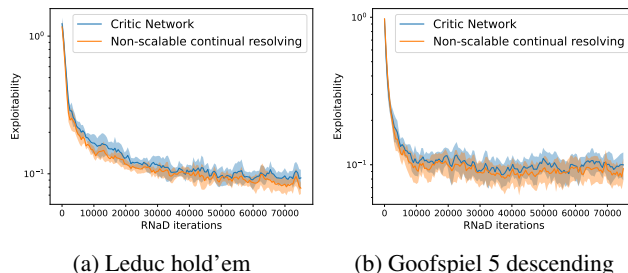 Critic Network
Non-scalable continual resolving
10⁰
10⁻¹
Exploitability
0 10000 20000 30000 40000 50000 60000 70000
RNaD iterations
(a) Leduc hold'em
Critic Network
Non-scalable continual resolving
10⁰
10⁻¹
Exploitability
0 10000 20000 30000 40000 50000 60000 70000
RNaD iterations
(b) Goofspiel 5 descending